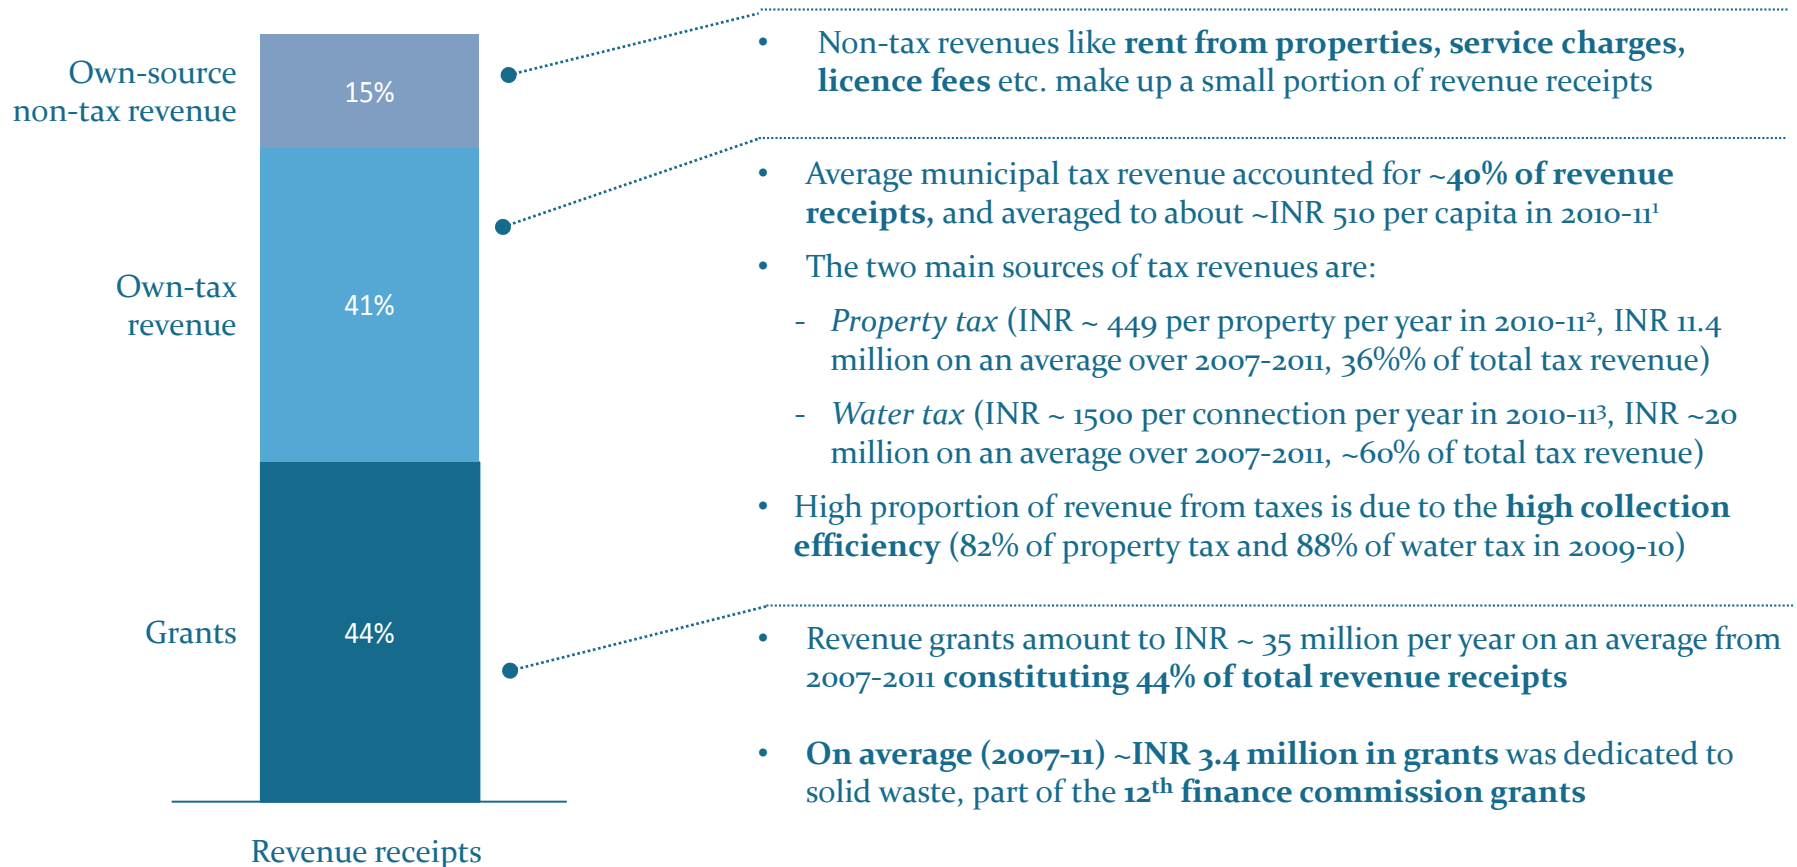 Own-source
non-tax revenue
15%
Own-tax
revenue
41%
Grants
44%
Revenue receipts
• Non-tax revenues like rent from properties, service charges,
licence fees etc. make up a small portion of revenue receipts
• Average municipal tax revenue accounted for ~40% of revenue
receipts, and averaged to about ~INR 510 per capita in 2010-11¹
• The two main sources of tax revenues are:
- Property tax (INR ~ 449 per property per year in 2010-11², INR 11.4
million on an average over 2007-2011, 36%% of total tax revenue)
- Water tax (INR ~ 1500 per connection per year in 2010-11³, INR ~20
million on an average over 2007-2011, ~60% of total tax revenue)
• High proportion of revenue from taxes is due to the high collection
efficiency (82% of property tax and 88% of water tax in 2009-10)
• Revenue grants amount to INR ~ 35 million per year on an average from
2007-2011 constituting 44% of total revenue receipts
• On average (2007-11) ~INR 3.4 million in grants was dedicated to
solid waste, part of the 12th finance commission grants